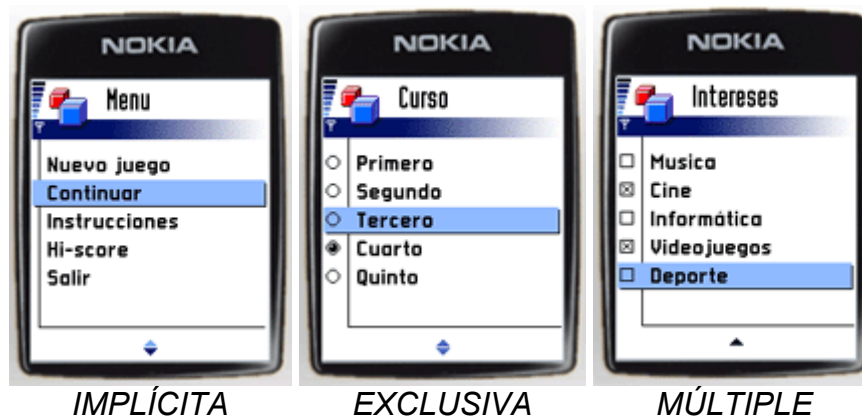 NOKIA
Menu
Nuevo juego
Continuar
Instrucciones
Hi-score
Salir
IMPLÍCITA
NOKIA
Curso
Primero
Segundo
Tercero
Cuarto
Quinto
EXCLUSIVA
NOKIA
Intereses
Musica
Cine
Informática
Videojuegos
Deporte
MÚLTIPLE